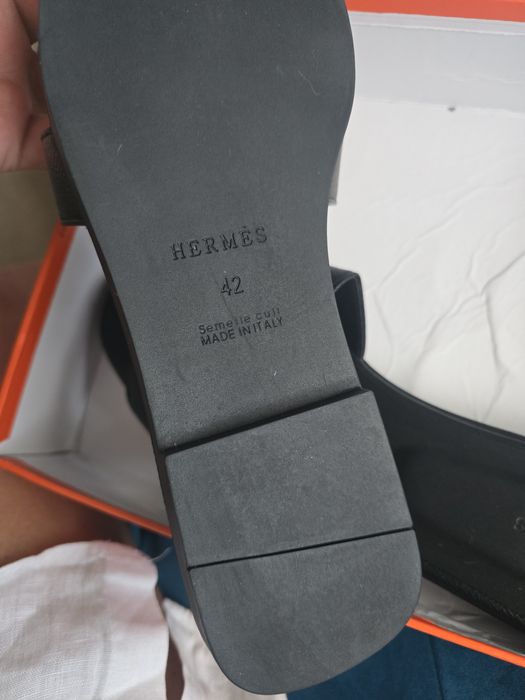 HERMÈS
42
Semelle cuir
MADE IN ITALY